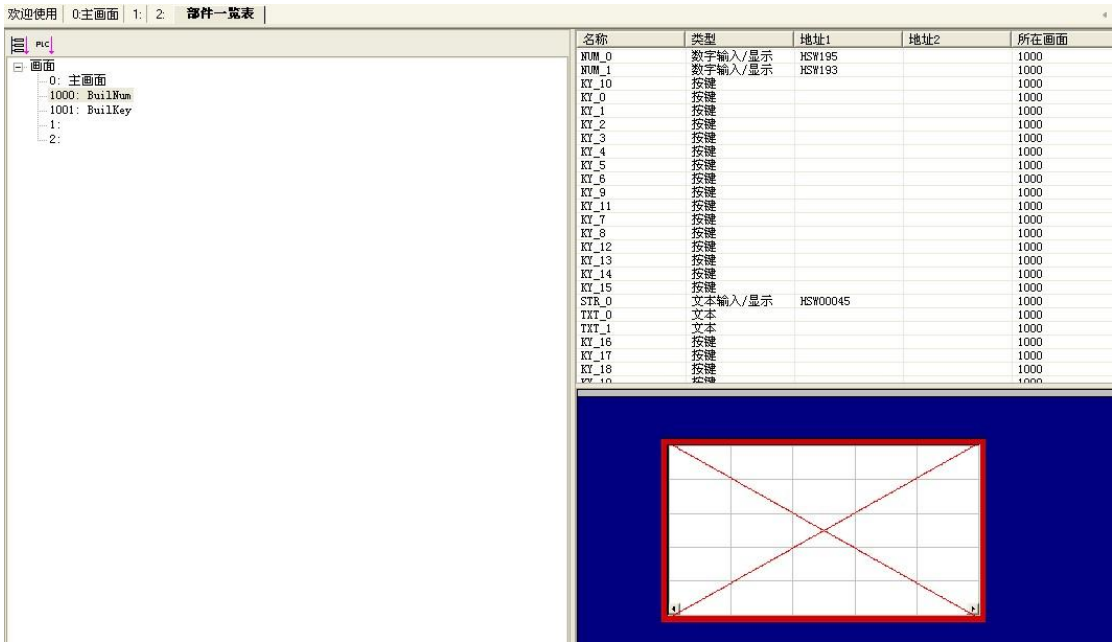 欢迎使用 0:主画面 1: 2: 部件一览表
PLC
画面
0: 主画面
1000: BuilNum
1001: BuilKey
1:
2:
名称 类型 地址1 地址2 所在画面
NUM_0 数字输入/显示 HSW195 1000
NUM_1 数字输入/显示 HSW193 1000
KY_10 按键 1000
KY_0 按键 1000
KY_1 按键 1000
KY_2 按键 1000
KY_3 按键 1000
KY_4 按键 1000
KY_5 按键 1000
KY_6 按键 1000
KY_9 按键 1000
KY_11 按键 1000
KY_7 按键 1000
KY_8 按键 1000
KY_12 按键 1000
KY_13 按键 1000
KY_14 按键 1000
KY_15 按键 1000
STR_0 文本输入/显示 HSW00045 1000
TXT_0 文本 1000
TXT_1 文本 1000
KY_16 按键 1000
KY_17 按键 1000
KY_18 按键 1000
KY_19 按键 1000